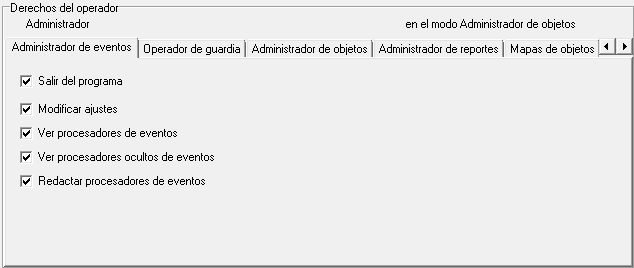 Derechos del operador
Administrador en el modo Administrador de objetos
Administrador de eventos Operador de guardia Administrador de objetos Administrador de reportes Mapas de objetos
Salir del programa
Modificar ajustes
Ver procesadores de eventos
Ver procesadores ocultos de eventos
Redactar procesadores de eventos